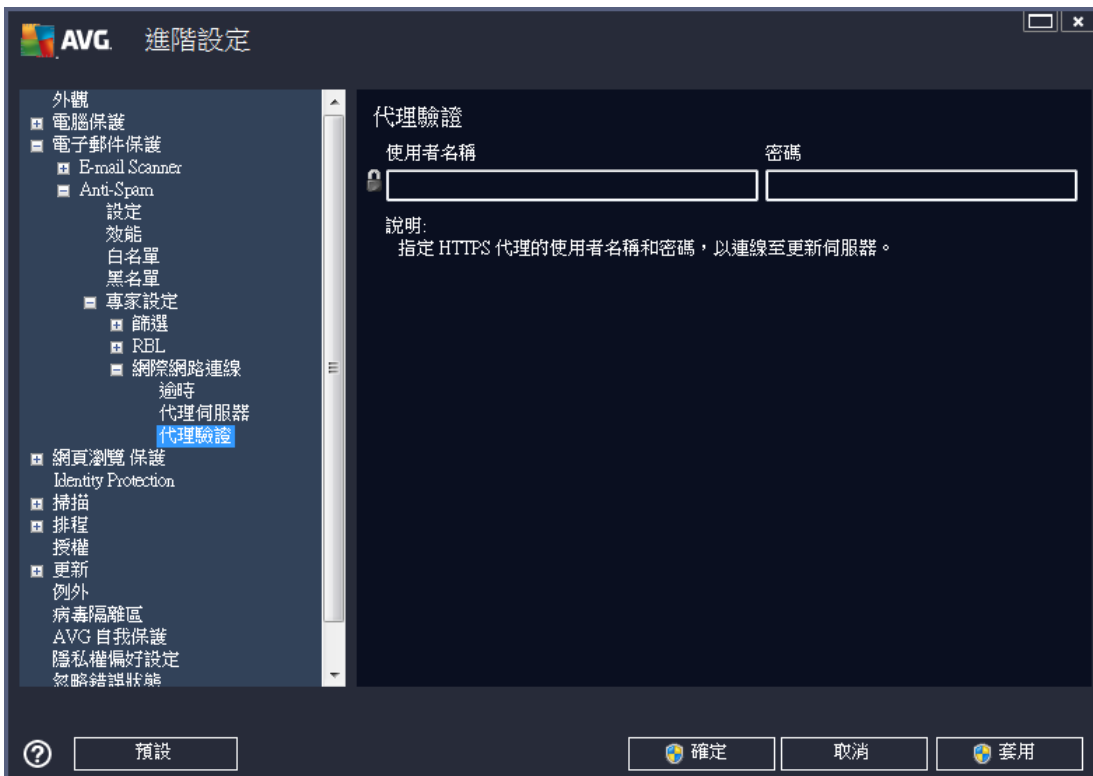 AVG. 進階設定
外觀
電腦保護
電子郵件保護
E-mail Scanner
Anti-Spam
設定
效能
白名單
黑名單
專家設定
篩選
RBL
網際網路連線
逾時
代理伺服器
代理驗證
網頁瀏覽 保護
Identity Protection
掃描
排程
授權
更新
例外
病毒隔離區
AVG 自我保護
隱私權偏好設定
忽略錯誤狀態
代理驗證
使用者名稱 密碼
說明:
指定 HTTPS 代理的使用者名稱和密碼，以連線至更新伺服器。
預設 確定 取消 套用